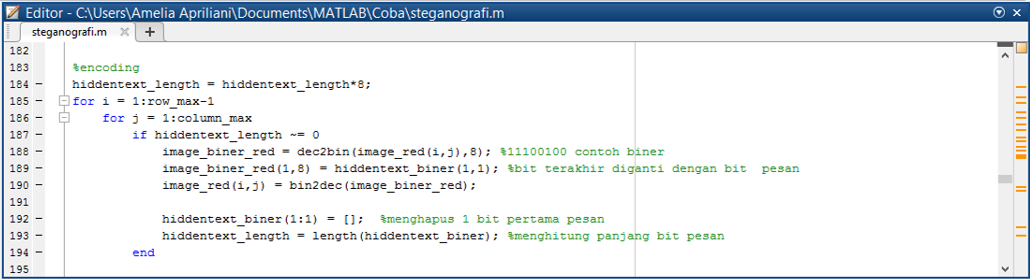 Editor - C:\Users\Amelia Apriliani\Documents\MATLAB\Coba\steganografi.m
steganografi.m
182
183 %encoding
184 hiddentext_length = hiddentext_length*8;
185 for i = 1:row_max-1
186 for j = 1:column_max
187 if hiddentext_length ~= 0
188 image_biner_red = dec2bin(image_red(i,j),8); %11100100 contoh biner
189 image_biner_red(1,8) = hiddentext_biner(1,1); %bit terakhir diganti dengan bit pesan
190 image_red(i,j) = bin2dec(image_biner_red);
191
192 hiddentext_biner(1:1) = []; %menghapus 1 bit pertama pesan
193 hiddentext_length = length(hiddentext_biner); %menghitung panjang bit pesan
194 end
195